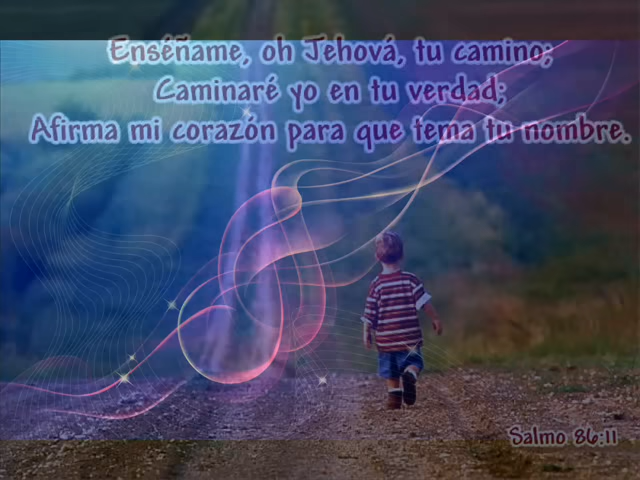 Enséñame, oh Jehová, tu camino;
Caminaré yo en tu verdad;
Afirma mi corazón para que tema tu nombre.
Salmo 86:11